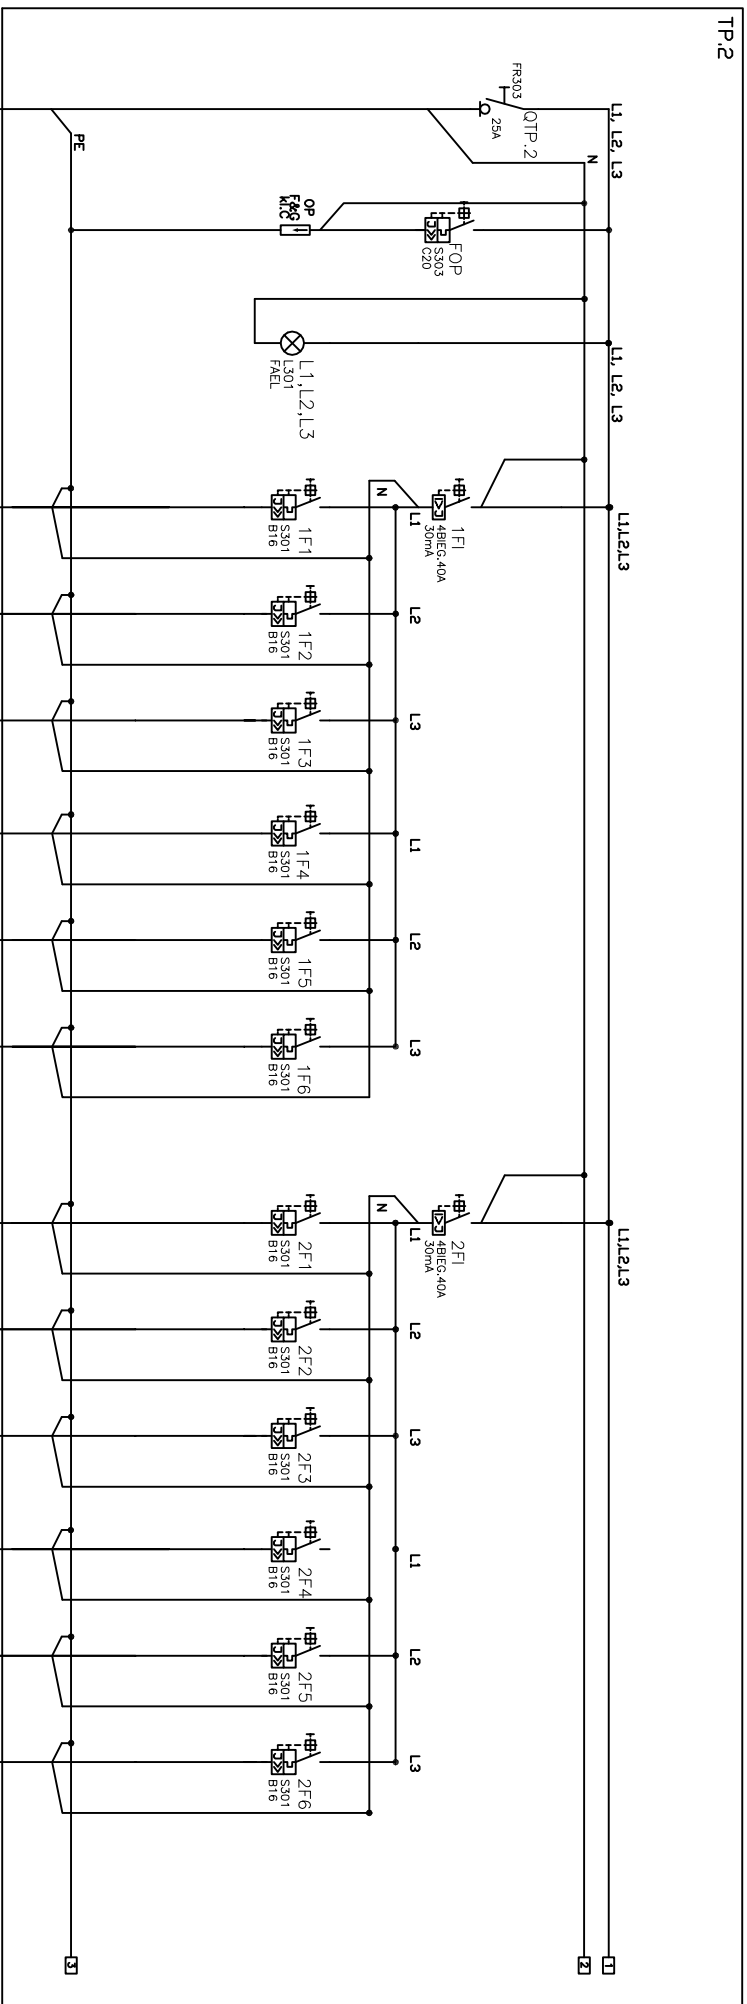 TP.2
L1, L2, L3
N
QTP.2
FR303
25A
PE
FOP
S303
C20
OP
F&G
kl.C
L1, L2, L3
L1,L2,L3
L301
FAEL
L1,L2,L3
1FI
4BIEG.40A
30mA
N
L1
L2
L3
L1
L2
L3
1F1
S301
B16
1F2
S301
B16
1F3
S301
B16
1F4
S301
B16
1F5
S301
B16
1F6
S301
B16
L1,L2,L3
2FI
4BIEG.40A
30mA
N
L1
L2
L3
L1
L2
L3
2F1
S301
B16
2F2
S301
B16
2F3
S301
B16
2F4
S301
B16
2F5
S301
B16
2F6
S301
B16
1
2
3